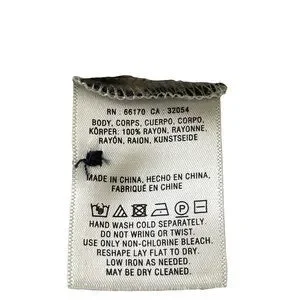 RN : 66170 CA : 32054
BODY, CORPS, CUERPO, CORPO,
KÖRPER: 100% RAYON, RAYONNE,
RAYÓN, RAION, KUNSTSEIDE
MADE IN CHINA, HECHO EN CHINA,
FABRIQUÉ EN CHINE
HAND WASH COLD SEPARATELY.
DO NOT WRING OR TWIST.
USE ONLY NON-CHLORINE BLEACH.
RESHAPE LAY FLAT TO DRY.
LOW IRON AS NEEDED.
MAY BE DRY CLEANED.